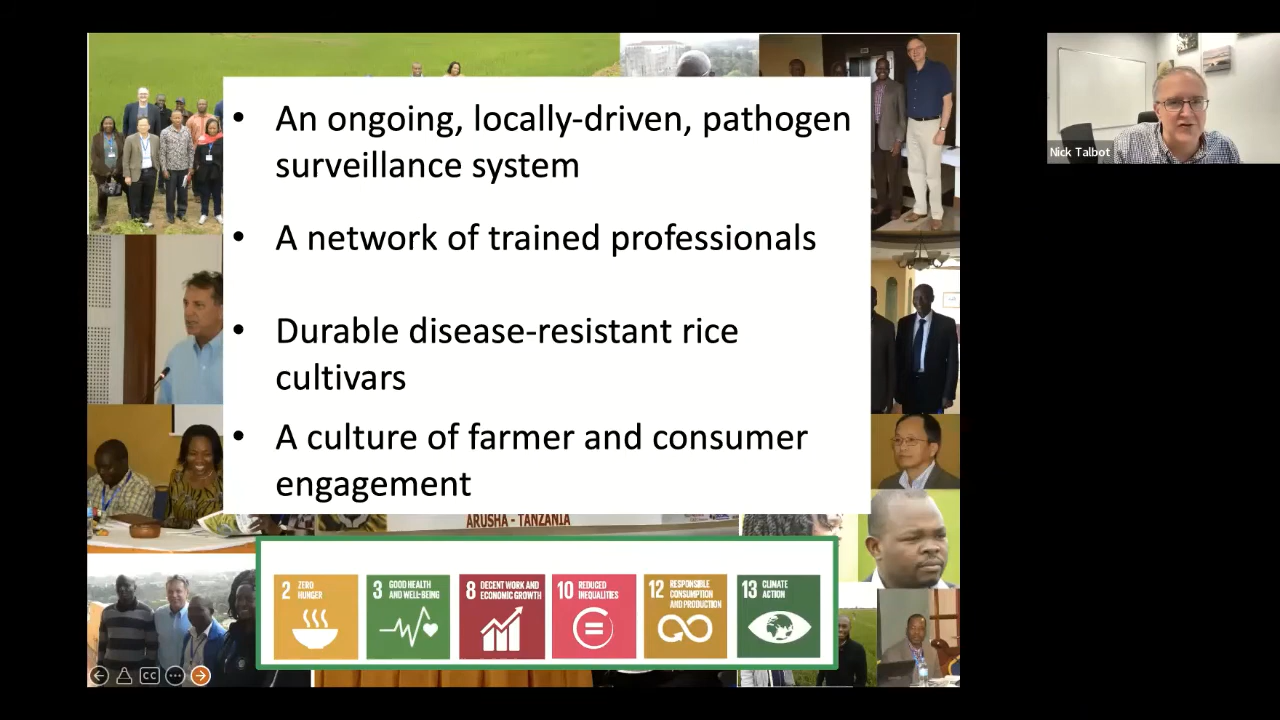 • An ongoing, locally-driven, pathogen
surveillance system
• A network of trained professionals
• Durable disease-resistant rice
cultivars
• A culture of farmer and consumer
engagement
ARUSHA - TANZANIA
2 ZERO
HUNGER
3 GOOD HEALTH
AND WELL-BEING
8 DECENT WORK AND
ECONOMIC GROWTH
10 REDUCED
INEQUALITIES
12 RESPONSIBLE
CONSUMPTION
AND PRODUCTION
13 CLIMATE
ACTION
CC
Nick Talbot